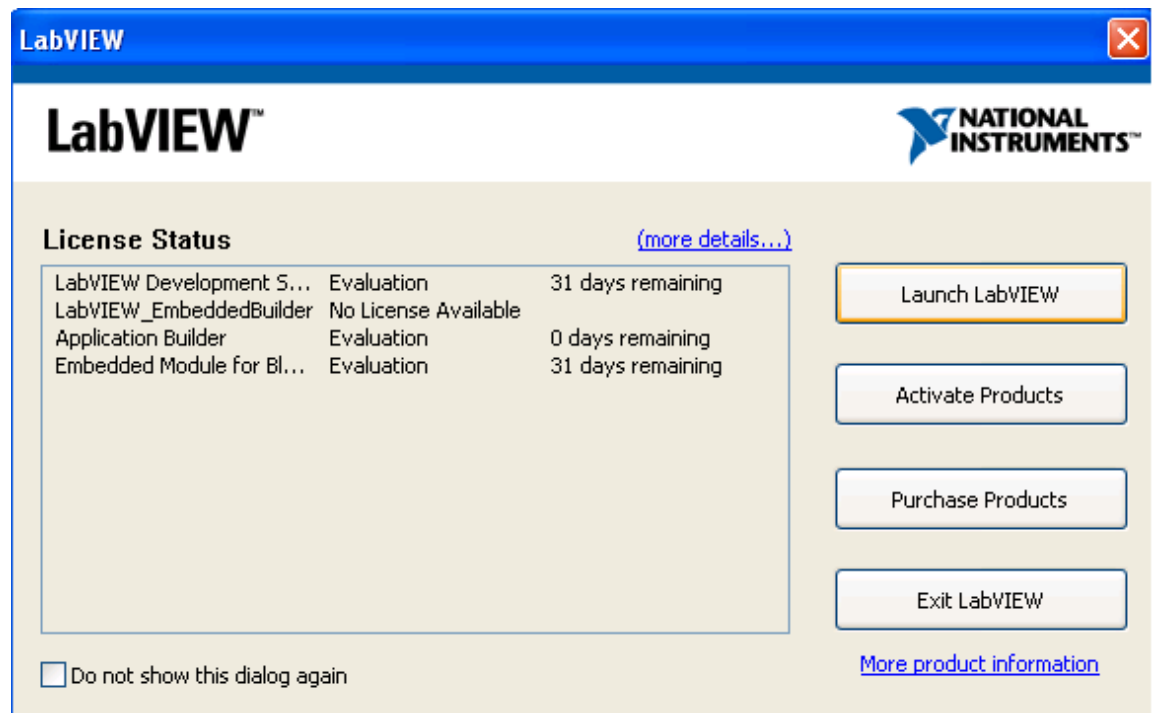 LabVIEW
LabVIEW™
NATIONAL
INSTRUMENTS™
License Status
(more details...)
LabVIEW Development S... Evaluation 31 days remaining
LabVIEW_EmbeddedBuilder No License Available
Application Builder Evaluation 0 days remaining
Embedded Module for Bl... Evaluation 31 days remaining
Launch LabVIEW
Activate Products
Purchase Products
Exit LabVIEW
Do not show this dialog again
More product information